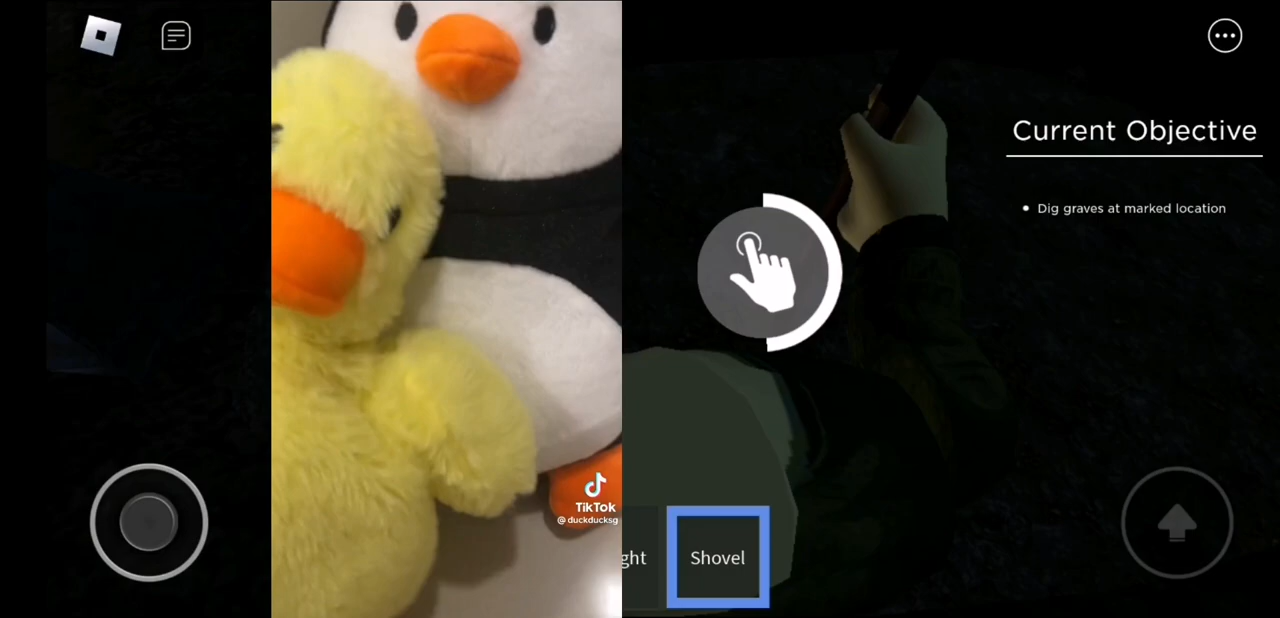 Current Objective
Dig graves at marked location
TikTok
@duckducksg
ght
Shovel